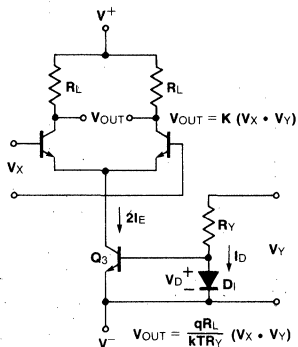 V+
RL RL
VOUT VOUT = K (VX • VY)
VX
2IE
RY
ID
VY
Q3
VD + − D1
V−
VOUT = qRL / kTRY (VX • VY)